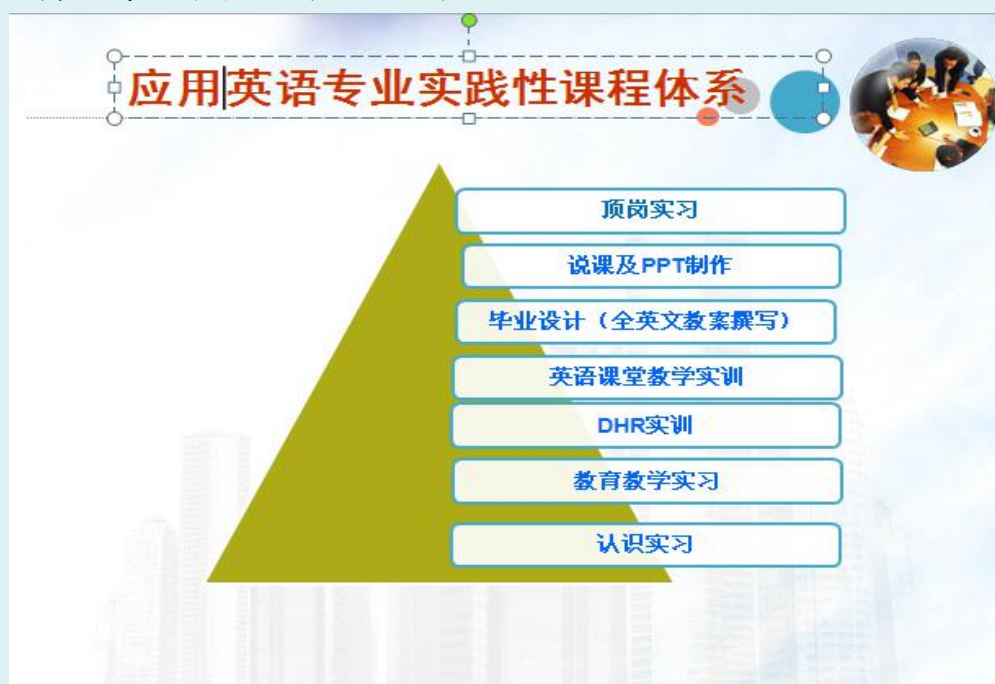 应用英语专业实践性课程体系
顶岗实习
说课及PPT制作
毕业设计（全英文教案撰写）
英语课堂教学实训
DHR实训
教育教学实习
认识实习